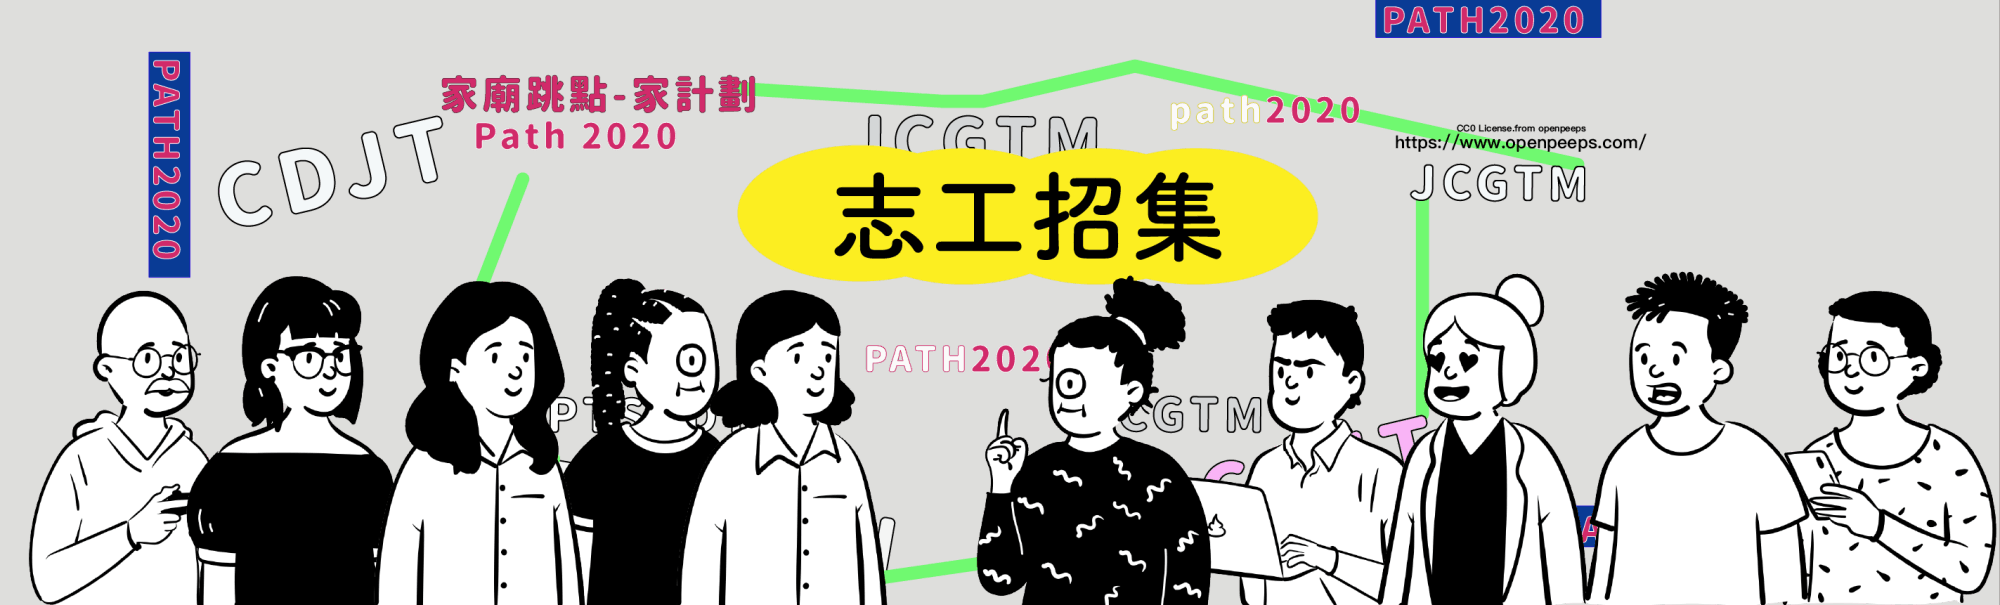 PATH2020
PATH2020
家廟跳點-家計劃
Path 2020
CDJT
JCGTM
path2020
CC0 License.from openpeeps
https://www.openpeeps.com/
JCGTM
志工招集
PATH202
CGTM